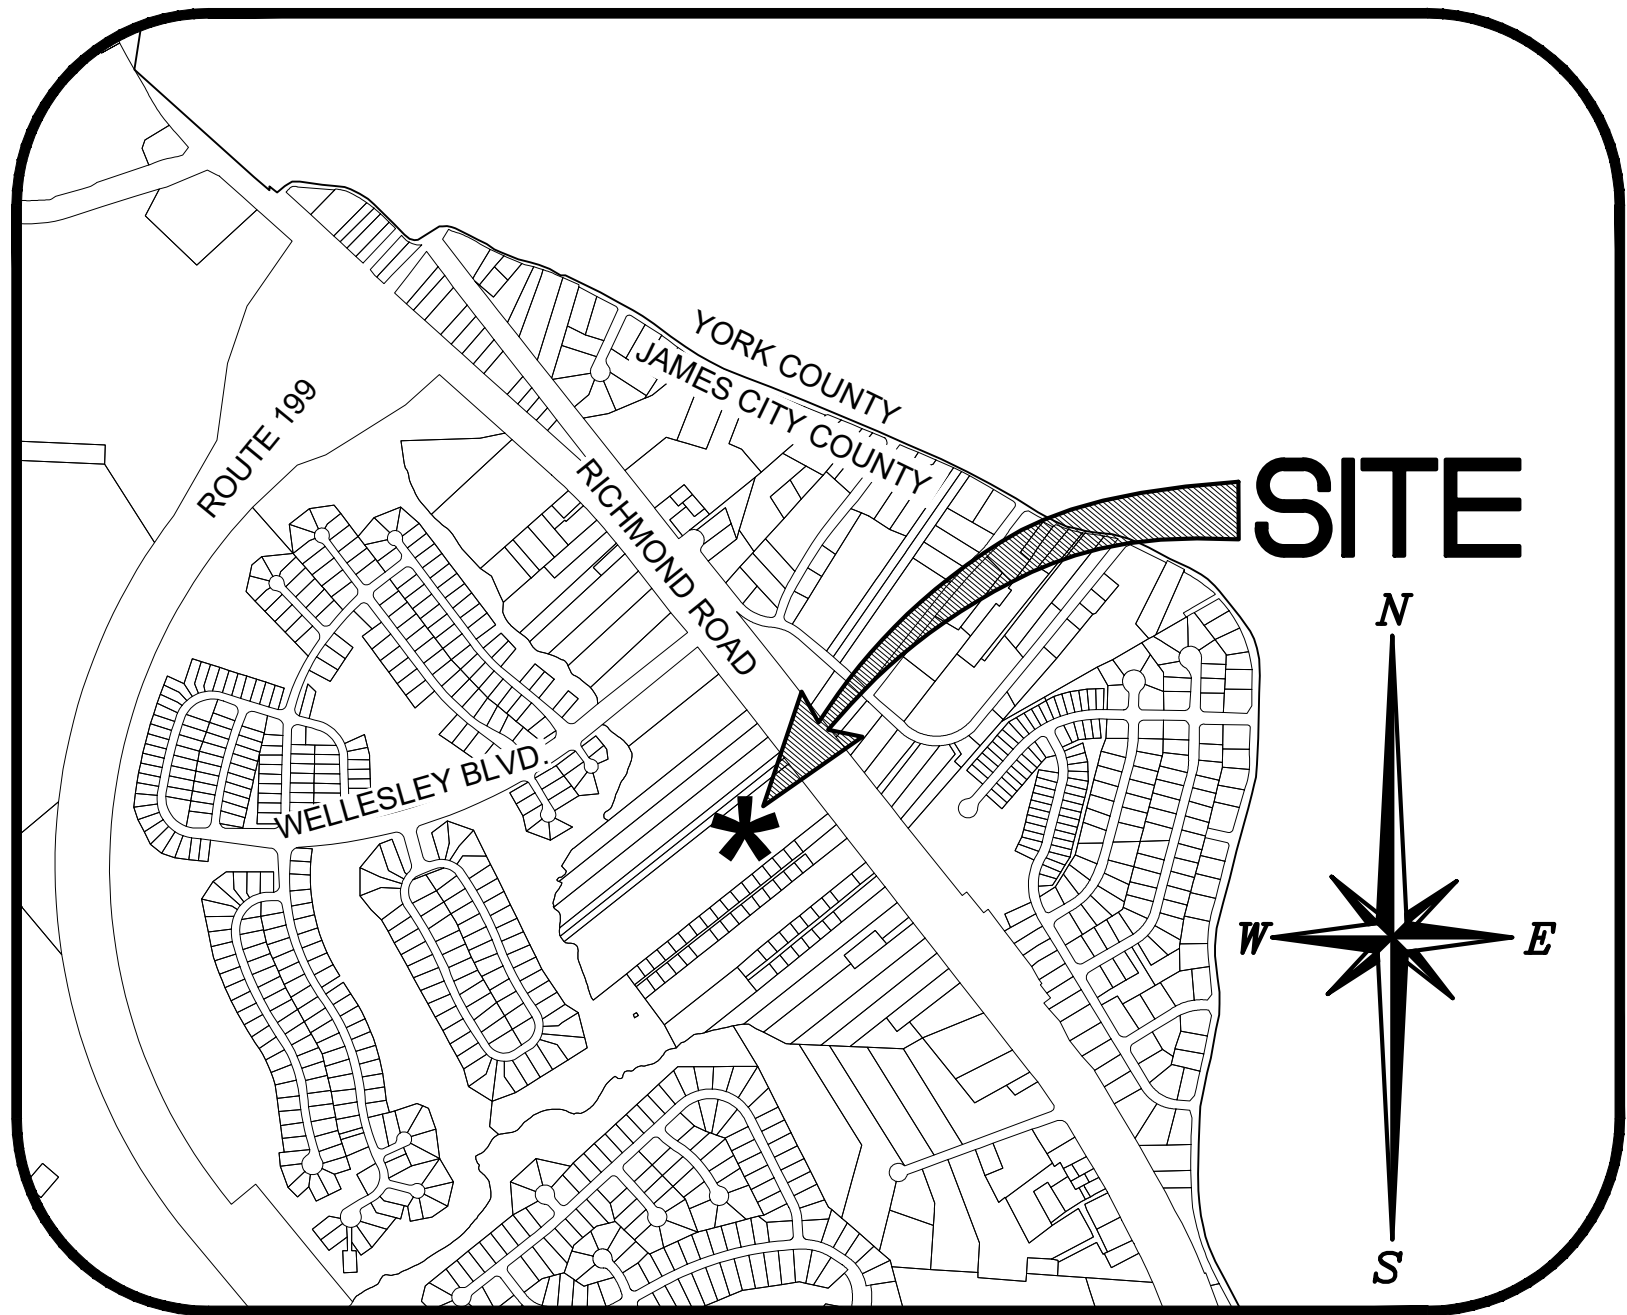 YORK COUNTY
JAMES CITY COUNTY
ROUTE 199
RICHMOND ROAD
SITE
N
WELLESLEY BLVD.
*
W
E
S